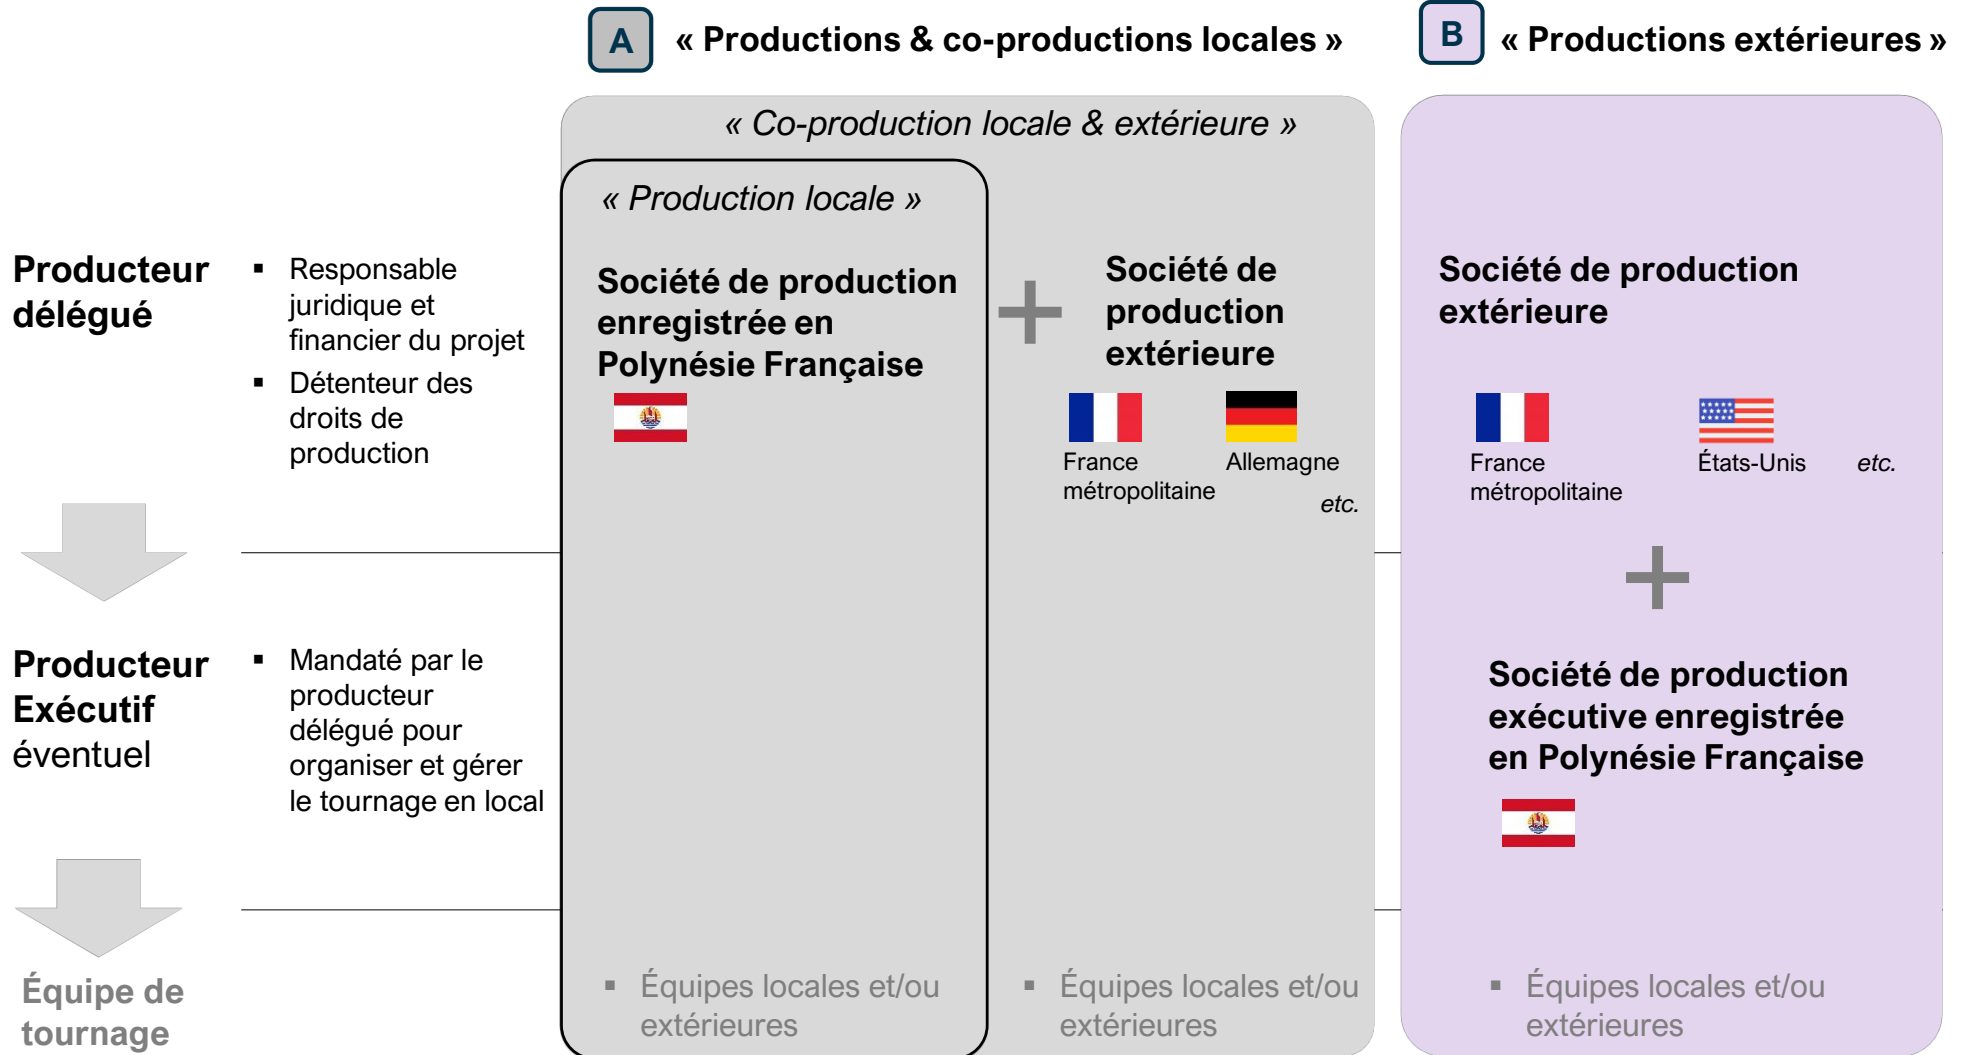 A
« Productions & co-productions locales »
B
« Productions extérieures »
« Co-production locale & extérieure »
« Production locale »
Producteur
délégué
▪ Responsable
juridique et
financier du projet
▪ Détenteur des
droits de
production
Société de production
enregistrée en
Polynésie Française
+
Société de
production
extérieure
France
métropolitaine
Allemagne
etc.
Société de production
extérieure
France
métropolitaine
États-Unis
etc.
+
Producteur
Exécutif
éventuel
▪ Mandaté par le
producteur
délégué pour
organiser et gérer
le tournage en local
Société de production
exécutive enregistrée
en Polynésie Française
Équipe de
tournage
▪ Équipes locales et/ou
extérieures
▪ Équipes locales et/ou
extérieures
▪ Équipes locales et/ou
extérieures